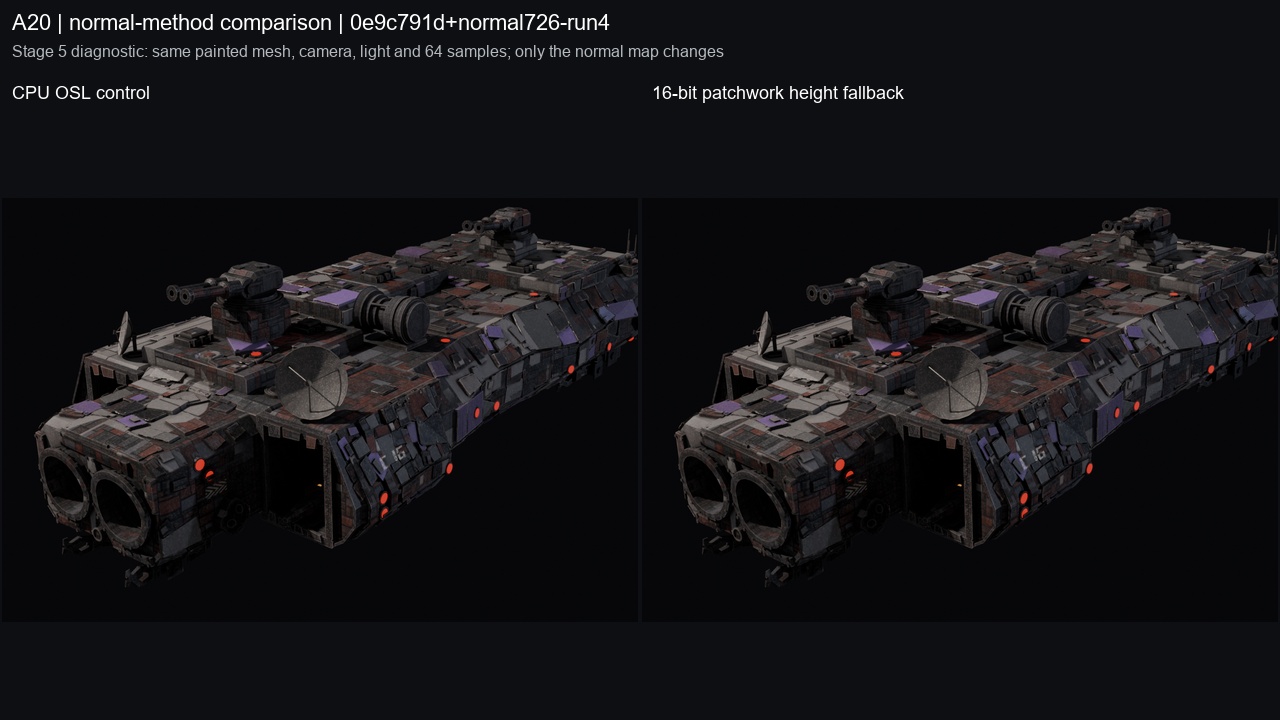 A20 | normal-method comparison | 0e9c791d+normal726-run4
Stage 5 diagnostic: same painted mesh, camera, light and 64 samples; only the normal map changes
CPU OSL control
16-bit patchwork height fallback